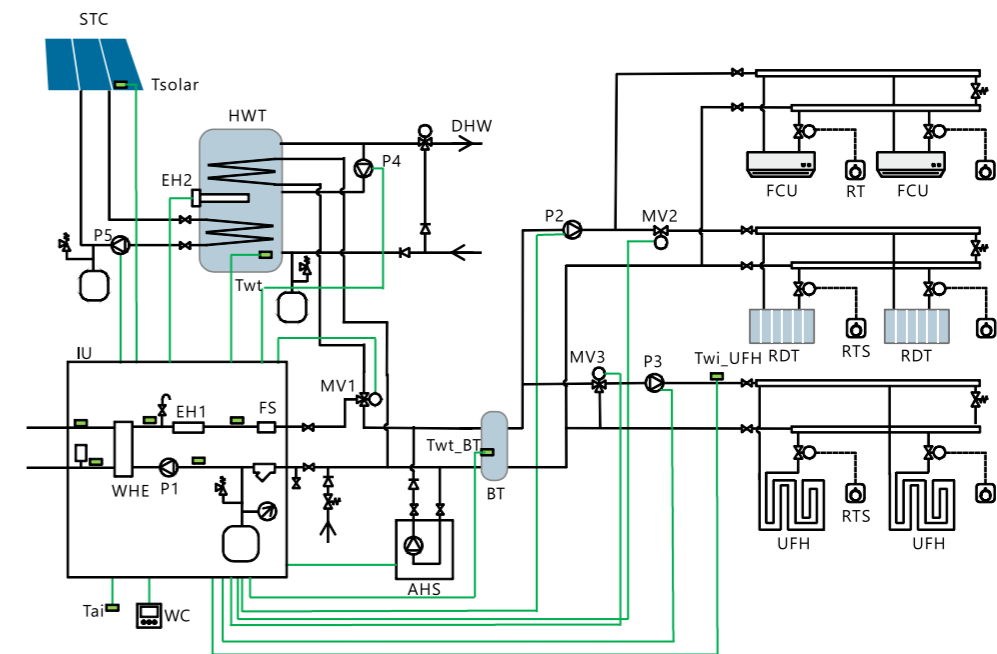 STC
Tsolar
HWT
DHW
P4
EH2
P5
Twt
FCU
RT
FCU
P2
MV2
RDT
RTS
RDT
IU
MV1
MV3
P3
Twi_UFH
EH1
FS
Twt_BT
WHE
P1
BT
RTS
UFH
UFH
AHS
Tai
WC